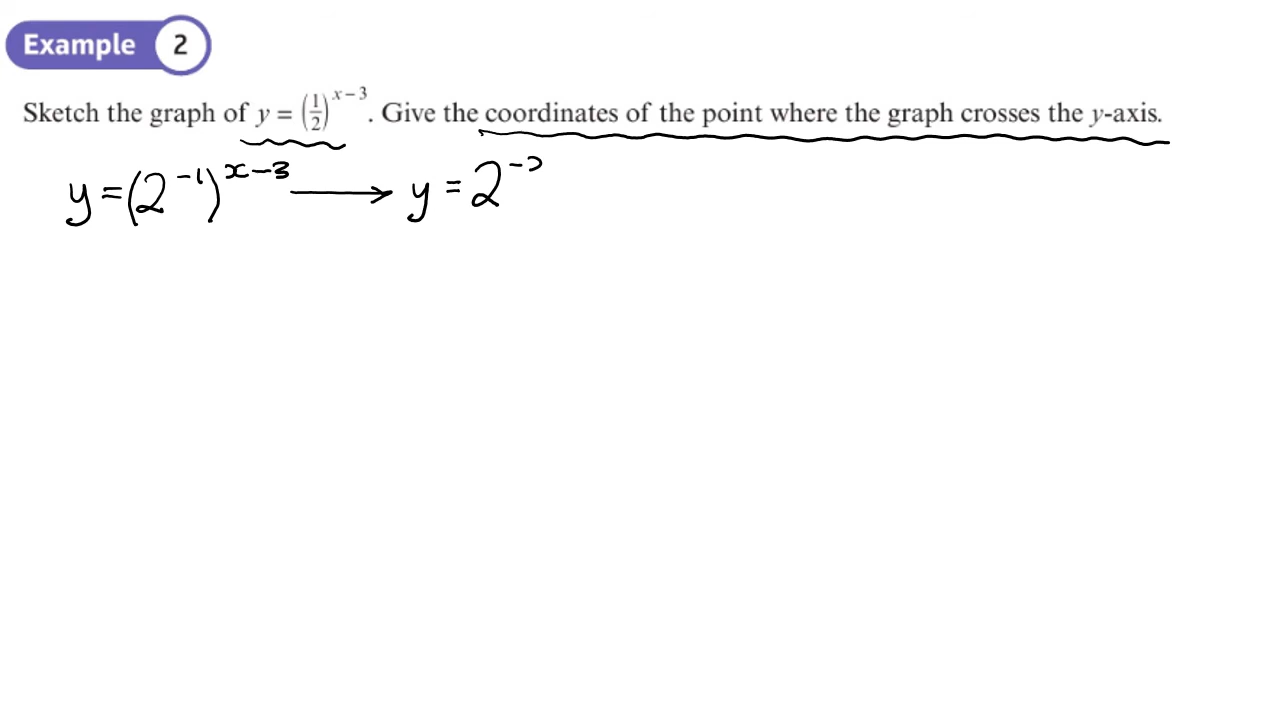 Example 2
Sketch the graph of y = (1/2)^(x−3). Give the coordinates of the point where the graph crosses the y-axis.
y = (2^−1)^(x−3) ⟶ y = 2^−